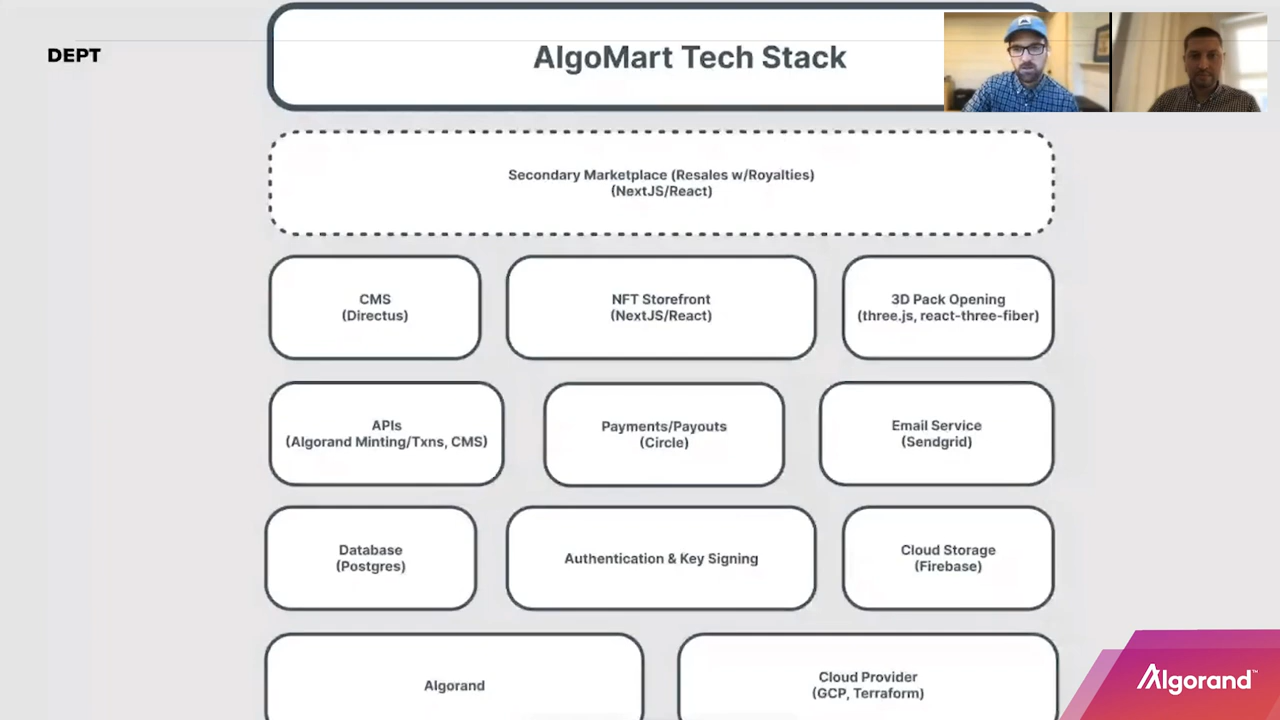 DEPT
AlgoMart Tech Stack
Secondary Marketplace (Resales w/Royalties)
(NextJS/React)
CMS
(Directus)
NFT Storefront
(NextJS/React)
3D Pack Opening
(three.js, react-three-fiber)
APIs
(Algorand Minting/Txns, CMS)
Payments/Payouts
(Circle)
Email Service
(Sendgrid)
Database
(Postgres)
Authentication & Key Signing
Cloud Storage
(Firebase)
Algorand
Cloud Provider
(GCP, Terraform)
Algorand™